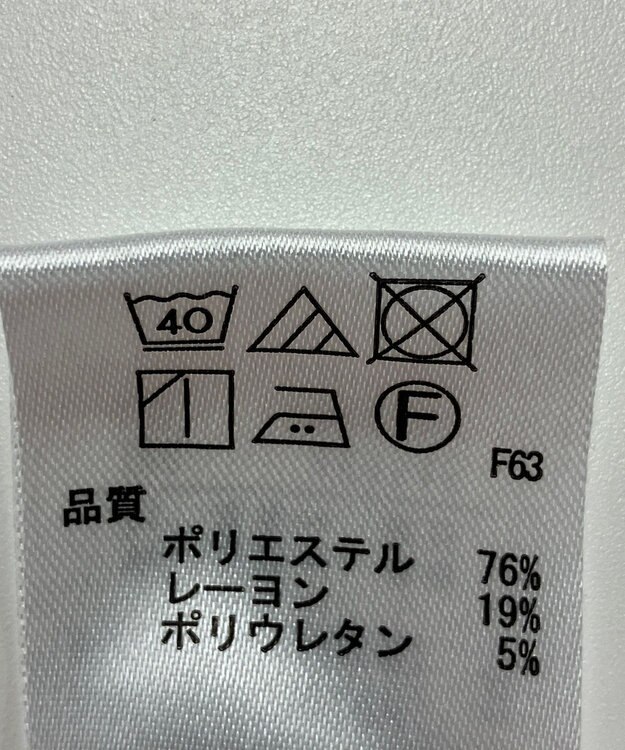 40
F
F63
品質
ポリエステル 76%
レーヨン 19%
ポリウレタン 5%